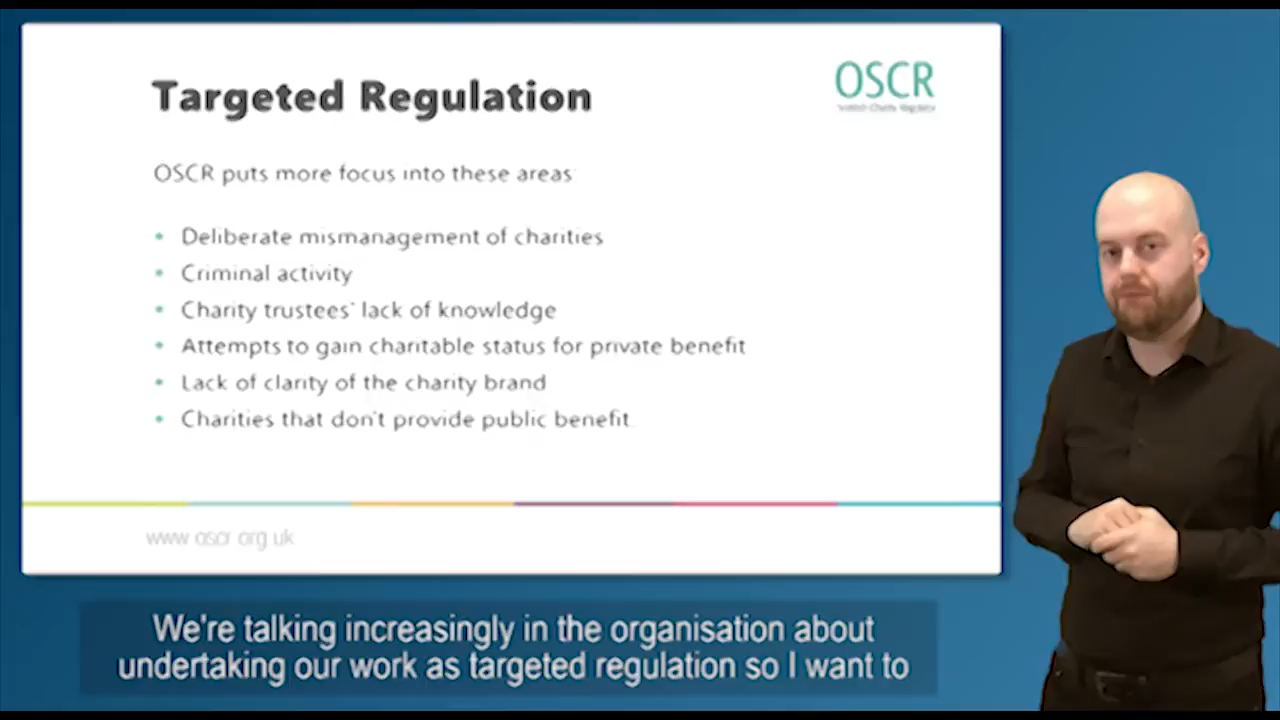 Targeted Regulation
OSCR
Scottish Charity Regulator
OSCR puts more focus into these areas
• Deliberate mismanagement of charities
• Criminal activity
• Charity trustees' lack of knowledge
• Attempts to gain charitable status for private benefit
• Lack of clarity of the charity brand
• Charities that don't provide public benefit
www.oscr.org.uk
We're talking increasingly in the organisation about
undertaking our work as targeted regulation so I want to